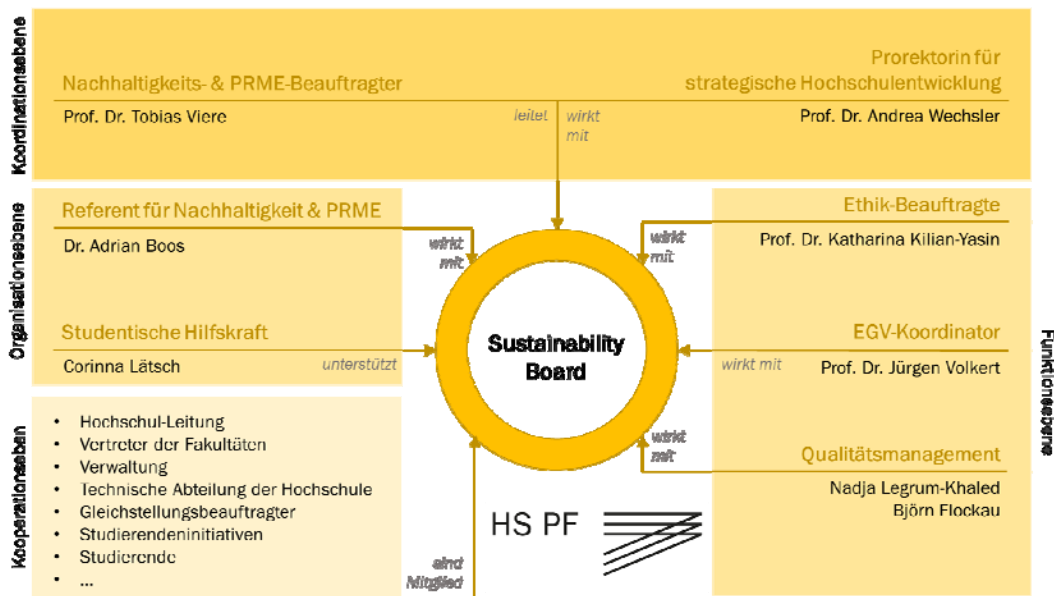 Koordinationsebene
Nachhaltigkeits- & PRME-Beauftragter
Prof. Dr. Tobias Viere
Prorektorin für
strategische Hochschulentwicklung
Prof. Dr. Andrea Wechsler
leitet
wirkt
mit
Organisationsebene
Referent für Nachhaltigkeit & PRME
Dr. Adrian Boos
wirkt
mit
Studentische Hilfskraft
Corinna Lätsch
unterstützt
Sustainability
Board
Funktionsebene
Ethik-Beauftragte
Prof. Dr. Katharina Kilian-Yasin
wirkt
mit
EGV-Koordinator
Prof. Dr. Jürgen Volkert
wirkt mit
Qualitätsmanagement
Nadja Legrum-Khaled
Björn Flockau
wirkt
mit
Kooperationseben
• Hochschul-Leitung
• Vertreter der Fakultäten
• Verwaltung
• Technische Abteilung der Hochschule
• Gleichstellungsbeauftragter
• Studierendeninitiativen
• Studierende
• ...
sind
Mitglied
HS PF